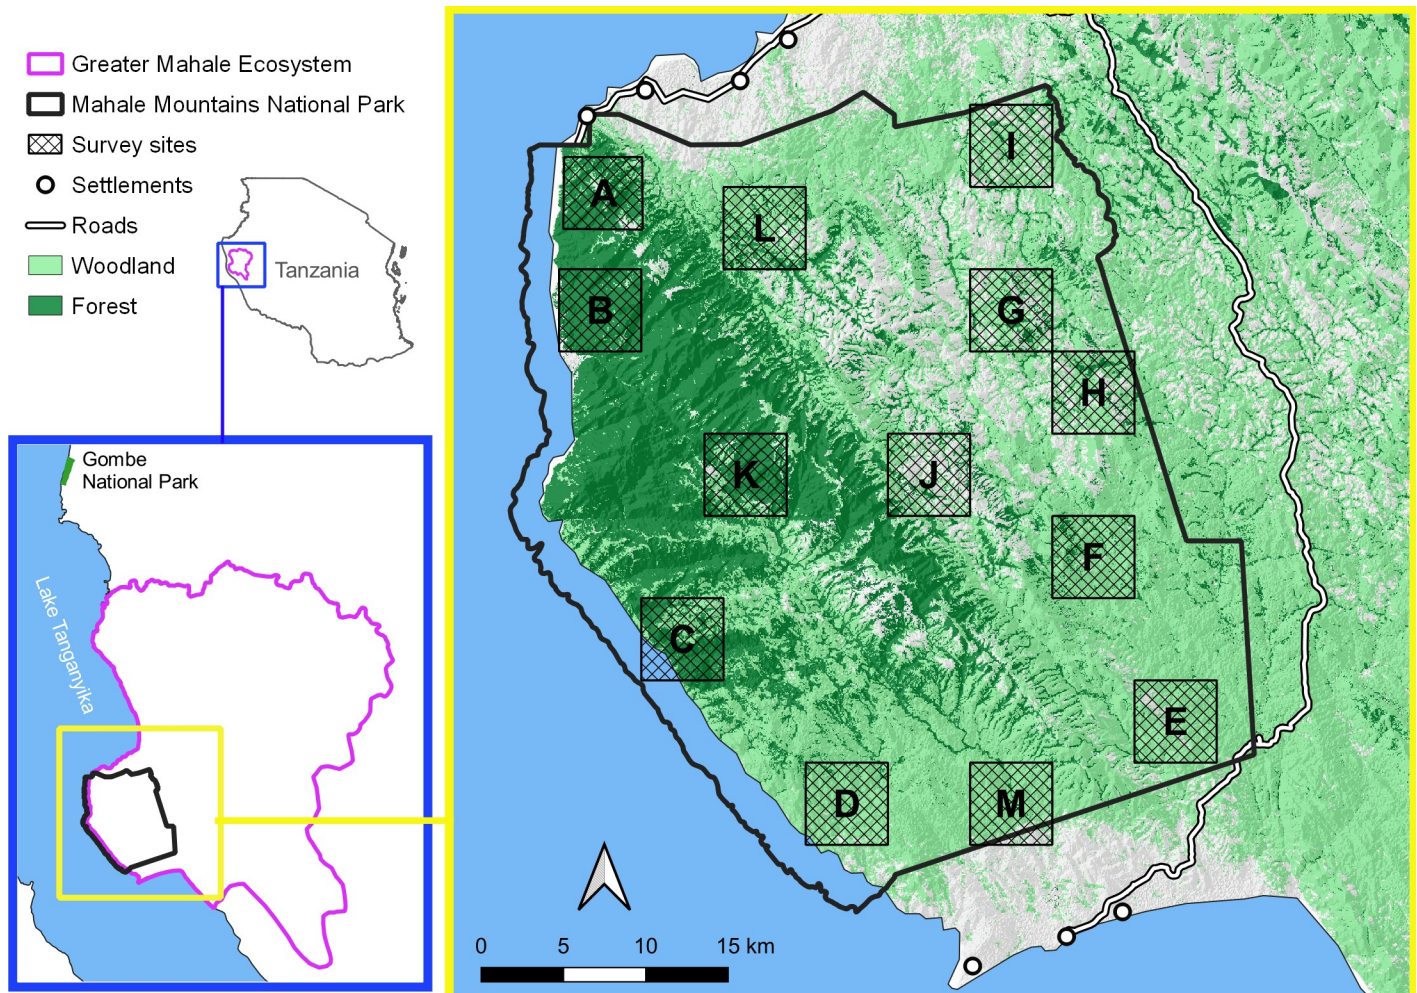 Greater Mahale Ecosystem
Mahale Mountains National Park
Survey sites
Settlements
Roads
Woodland
Forest
Tanzania
Gombe
National Park
Lake Tanganyika
A
I
L
B
G
H
K
J
F
C
E
D
M
0 5 10 15 km